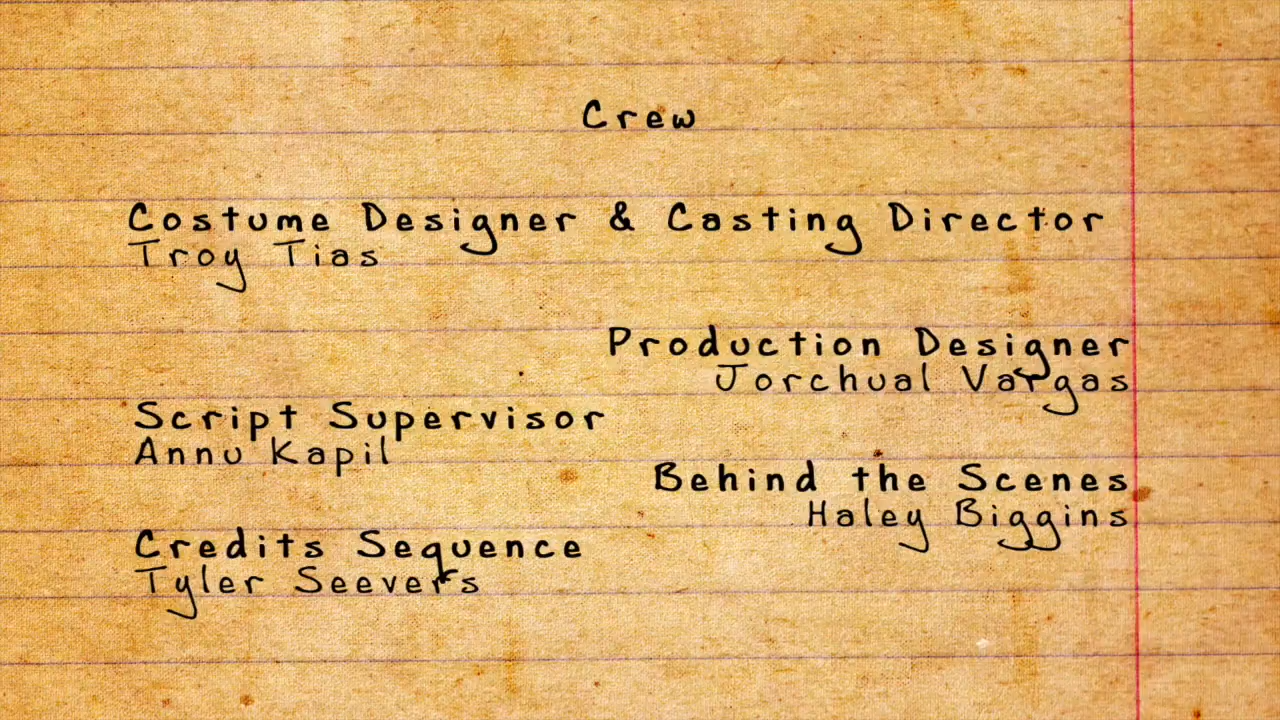 Crew
Costume Designer & Casting Director
Troy Tias
Production Designer
Jorchual Vargas
Script Supervisor
Annu Kapil
Behind the Scenes
Haley Biggins
Credits Sequence
Tyler Seevers